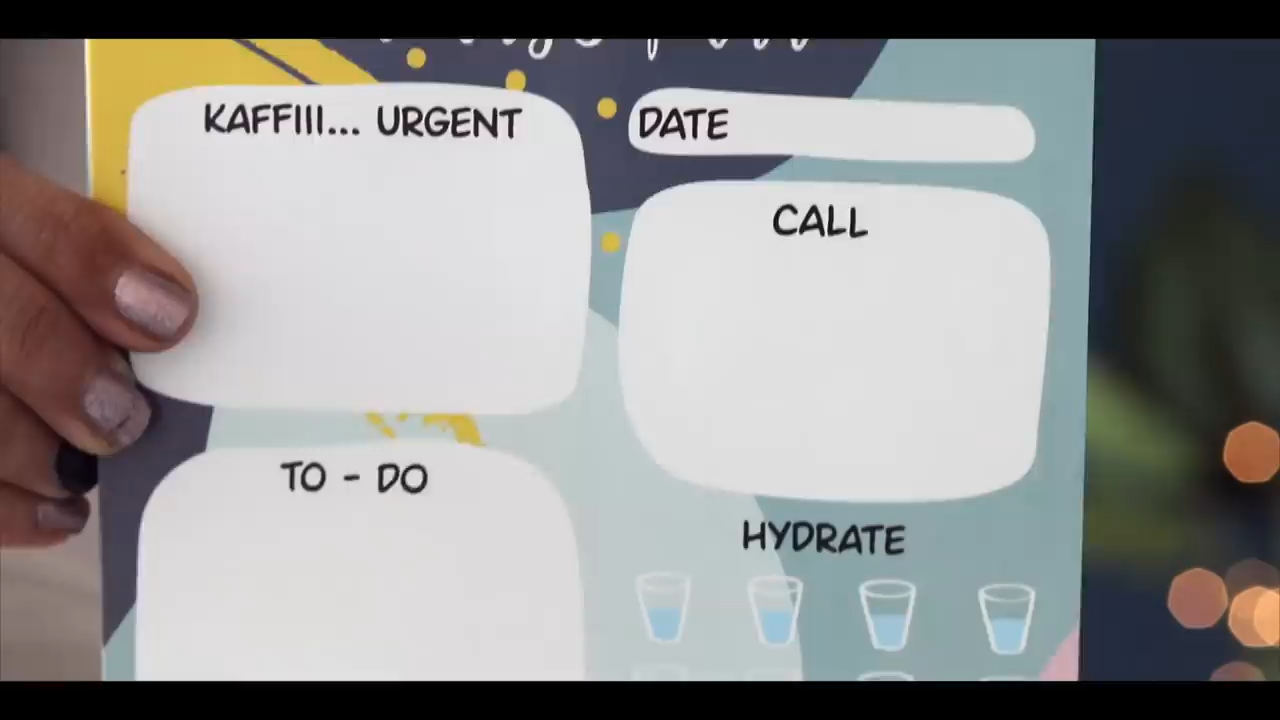 KAFFIII... URGENT
DATE
CALL
TO - DO
HYDRATE